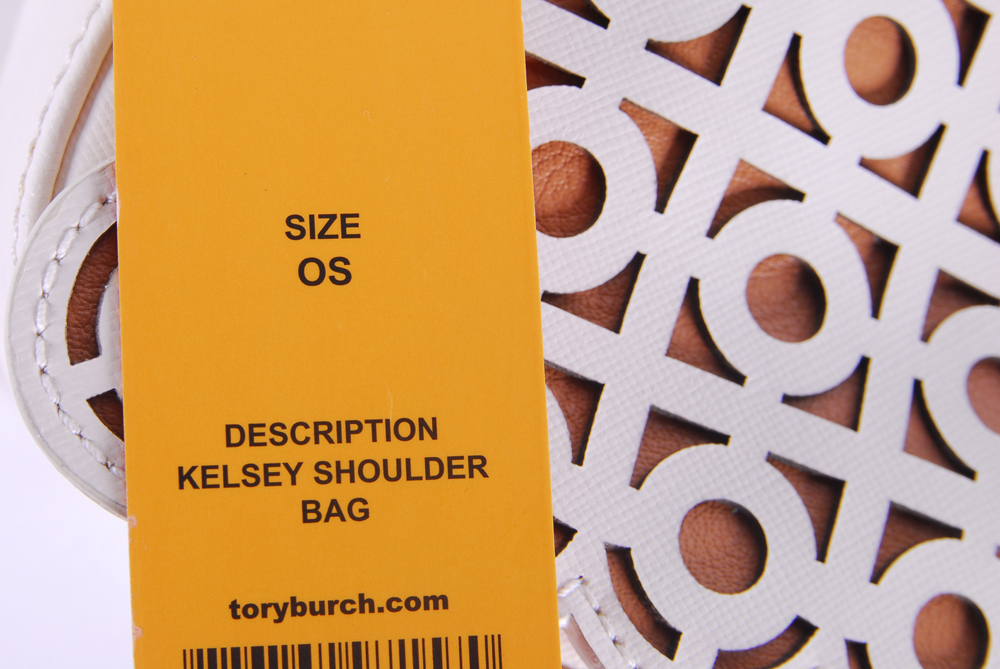 SIZE
OS
DESCRIPTION
KELSEY SHOULDER
BAG
toryburch.com